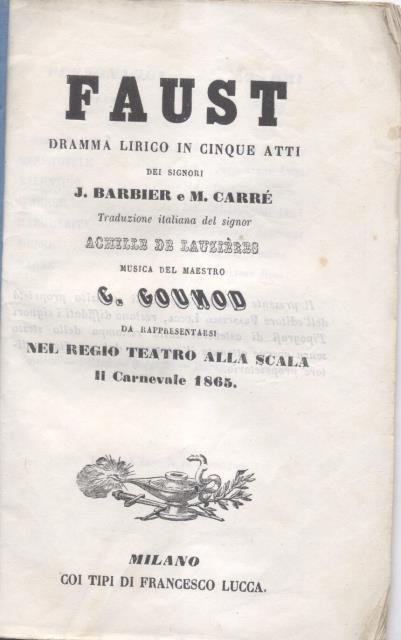 FAUST
DRAMMA LIRICO IN CINQUE ATTI
DEI SIGNORI
J. BARBIER e M. CARRÉ
Traduzione italiana del signor
ACHILLE DE LAUZIÈRES
MUSICA DEL MAESTRO
C. GOUNOD
DA RAPPRESENTARSI
NEL REGIO TEATRO ALLA SCALA
Il Carnevale 1865.
MILANO
COI TIPI DI FRANCESCO LUCCA.